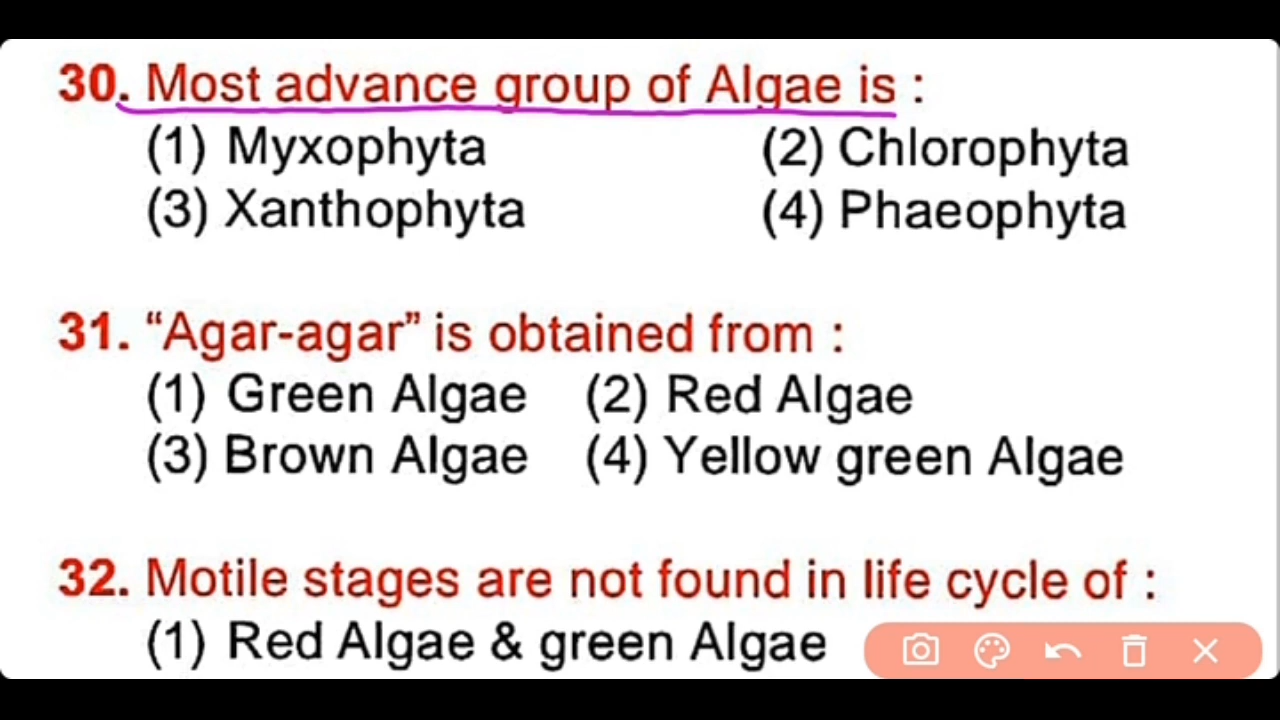 30. Most advance group of Algae is :
(1) Myxophyta (2) Chlorophyta
(3) Xanthophyta (4) Phaeophyta
31. “Agar-agar” is obtained from :
(1) Green Algae (2) Red Algae
(3) Brown Algae (4) Yellow green Algae
32. Motile stages are not found in life cycle of :
(1) Red Algae & green Algae